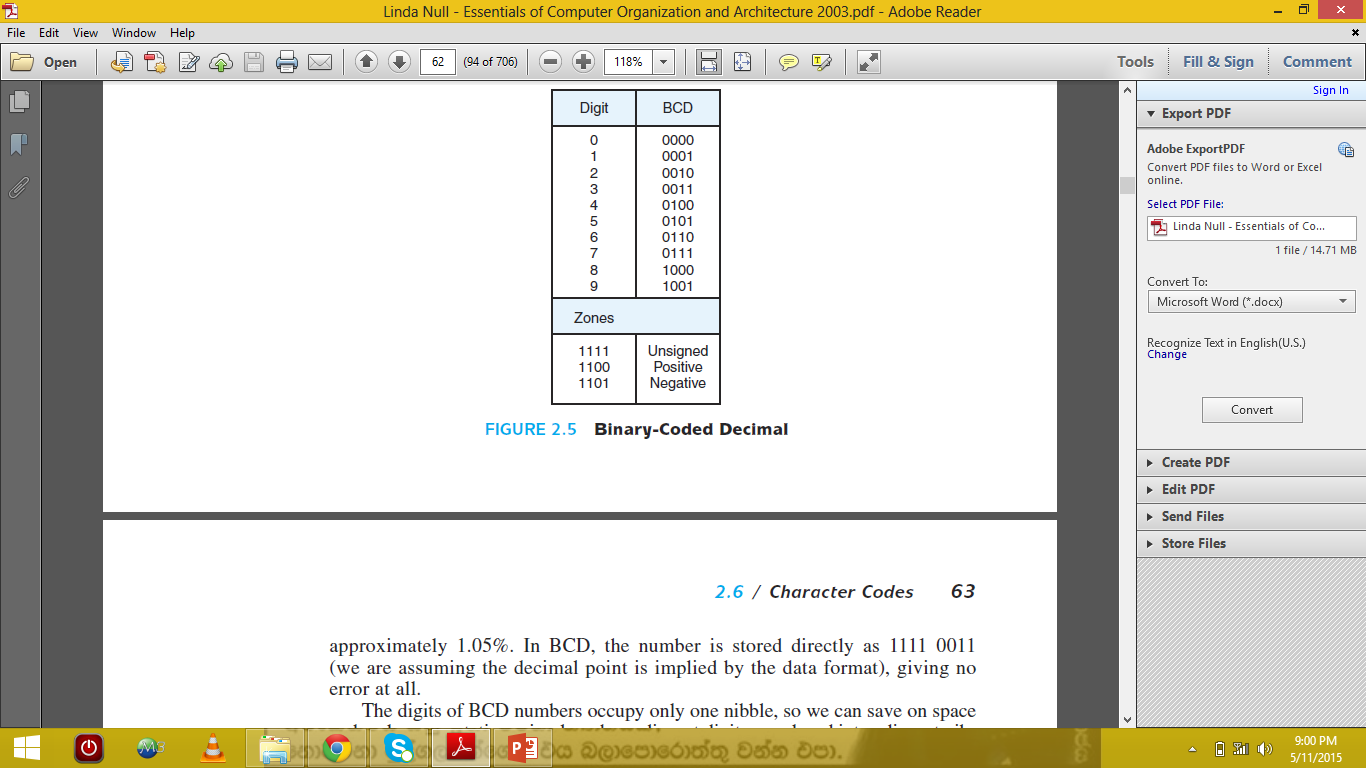 Linda Null - Essentials of Computer Organization and Architecture 2003.pdf - Adobe Reader
File Edit View Window Help
Open 62 (94 of 706) 118% Tools Fill & Sign Comment
Sign In
Digit BCD
0 0000
1 0001
2 0010
3 0011
4 0100
5 0101
6 0110
7 0111
8 1000
9 1001
Zones
1111 Unsigned
1100 Positive
1101 Negative
FIGURE 2.5 Binary-Coded Decimal
2.6 / Character Codes 63
approximately 1.05%. In BCD, the number is stored directly as 1111 0011
(we are assuming the decimal point is implied by the data format), giving no
error at all.
The digits of BCD numbers occupy only one nibble, so we can save on space
Export PDF
Adobe ExportPDF
Convert PDF files to Word or Excel
online.
Select PDF File:
Linda Null - Essentials of Co...
1 file / 14.71 MB
Convert To:
Microsoft Word (*.docx)
Recognize Text in English(U.S.)
Change
Convert
Create PDF
Edit PDF
Send Files
Store Files
බලාපොරොත්තු වන්න එපා.
9:00 PM
5/11/2015